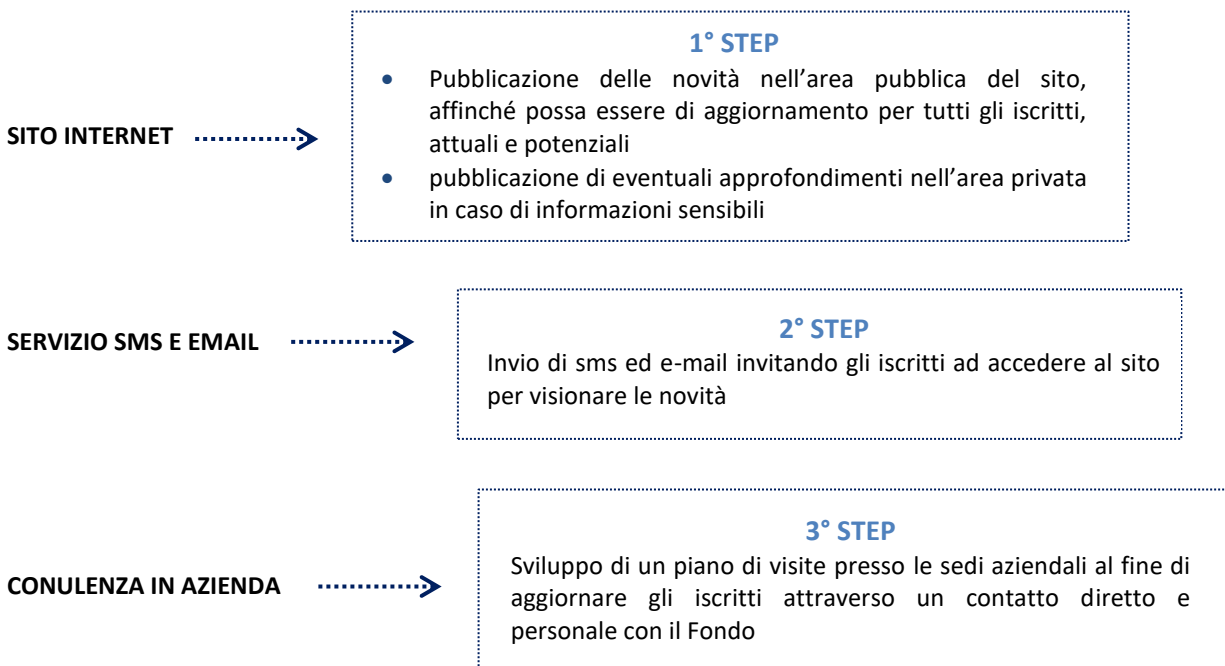 1° STEP
• Pubblicazione delle novità nell’area pubblica del sito,
affinché possa essere di aggiornamento per tutti gli iscritti,
attuali e potenziali
SITO INTERNET
• pubblicazione di eventuali approfondimenti nell’area privata
in caso di informazioni sensibili
2° STEP
SERVIZIO SMS E EMAIL
Invio di sms ed e-mail invitando gli iscritti ad accedere al sito
per visionare le novità
3° STEP
Sviluppo di un piano di visite presso le sedi aziendali al fine di
CONULENZA IN AZIENDA
aggiornare gli iscritti attraverso un contatto diretto e
personale con il Fondo